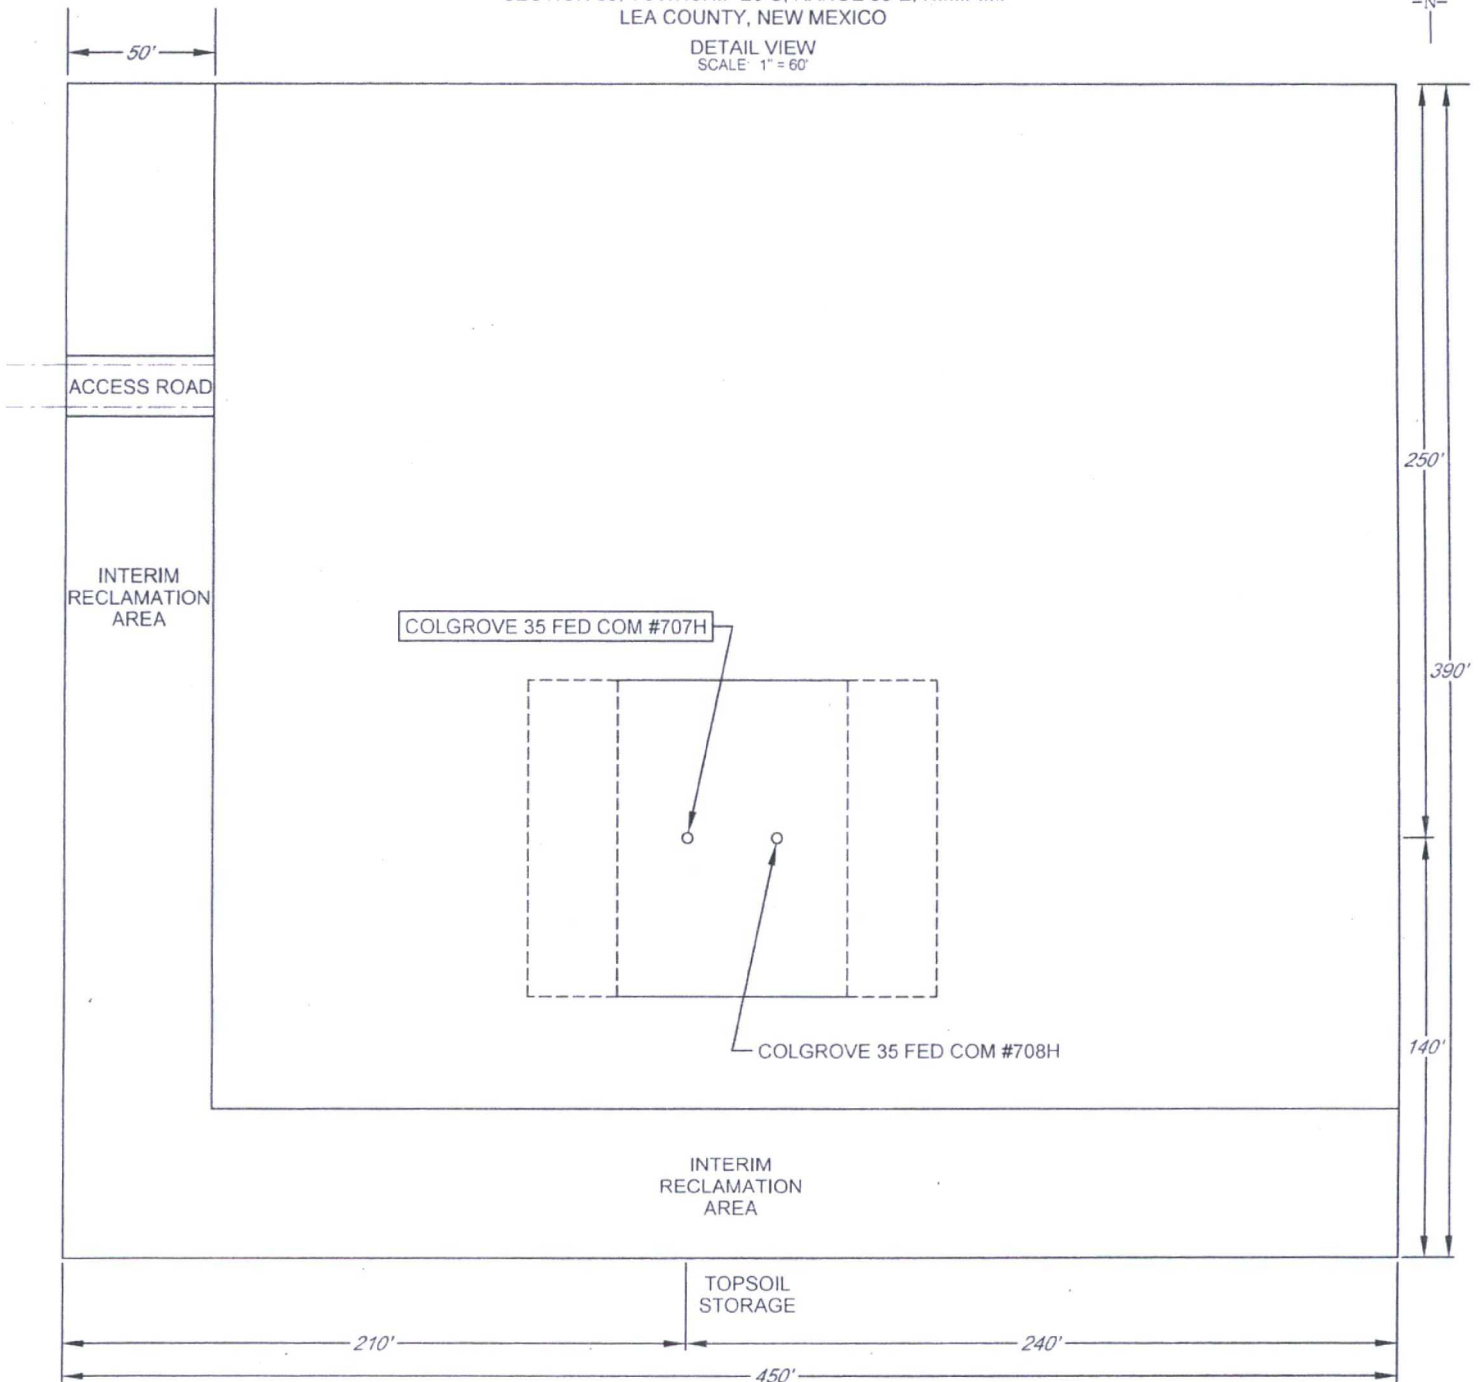 LEA COUNTY, NEW MEXICO
-N-
DETAIL VIEW
SCALE: 1" = 60'
50'
ACCESS ROAD
250'
INTERIM
RECLAMATION
AREA
COLGROVE 35 FED COM #707H
390'
COLGROVE 35 FED COM #708H
140'
INTERIM
RECLAMATION
AREA
TOPSOIL
STORAGE
210'
240'
450'